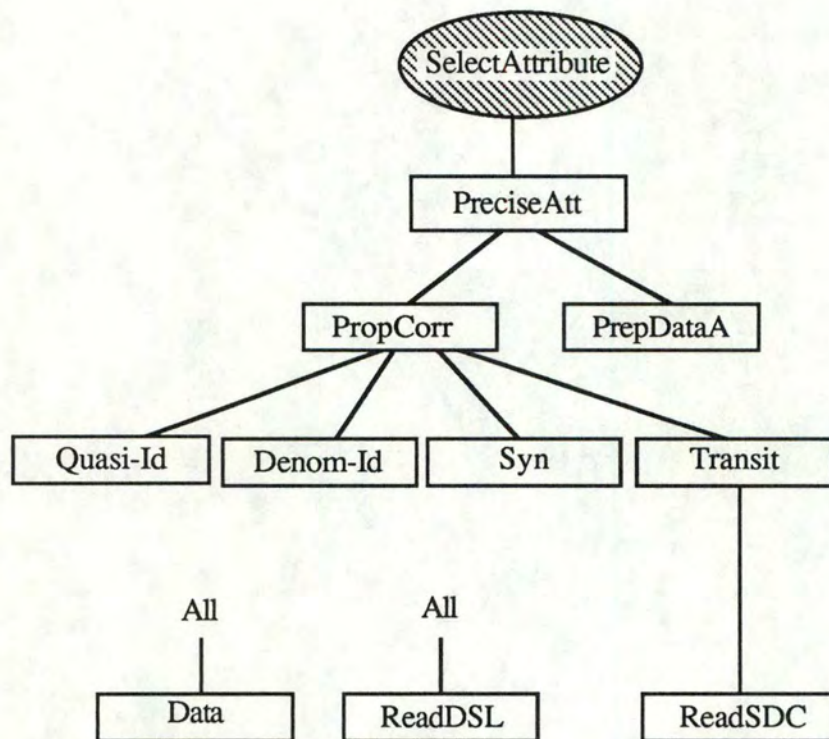 SelectAttribute
PreciseAtt
PropCorr
PrepDataA
Quasi-Id
Denom-Id
Syn
Transit
All
All
Data
ReadDSL
ReadSDC